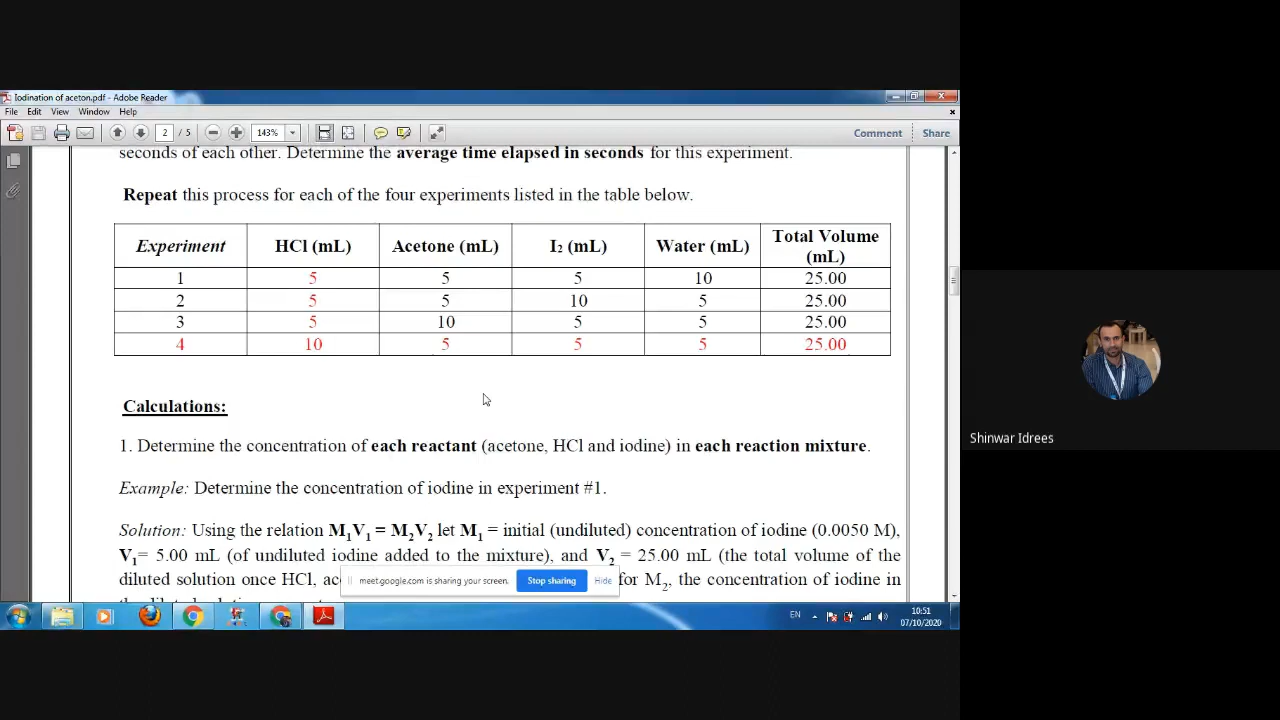 Iodination of aceton.pdf - Adobe Reader
File Edit View Window Help
2 / 5 143% Comment Share
seconds of each other. Determine the average time elapsed in seconds for this experiment.
Repeat this process for each of the four experiments listed in the table below.
Experiment HCl (mL) Acetone (mL) I₂ (mL) Water (mL) Total Volume (mL)
1 5 5 5 10 25.00
2 5 5 10 5 25.00
3 5 10 5 5 25.00
4 10 5 5 5 25.00
Calculations:
1. Determine the concentration of each reactant (acetone, HCl and iodine) in each reaction mixture.
Example: Determine the concentration of iodine in experiment #1.
Solution: Using the relation M₁V₁ = M₂V₂ let M₁ = initial (undiluted) concentration of iodine (0.0050 M),
V₁= 5.00 mL (of undiluted iodine added to the mixture), and V₂ = 25.00 mL (the total volume of the
diluted solution once HCl, for M₂, the concentration of iodine in
meet.google.com is sharing your screen. Stop sharing Hide
EN 10:51
07/10/2020
Shinwar Idrees